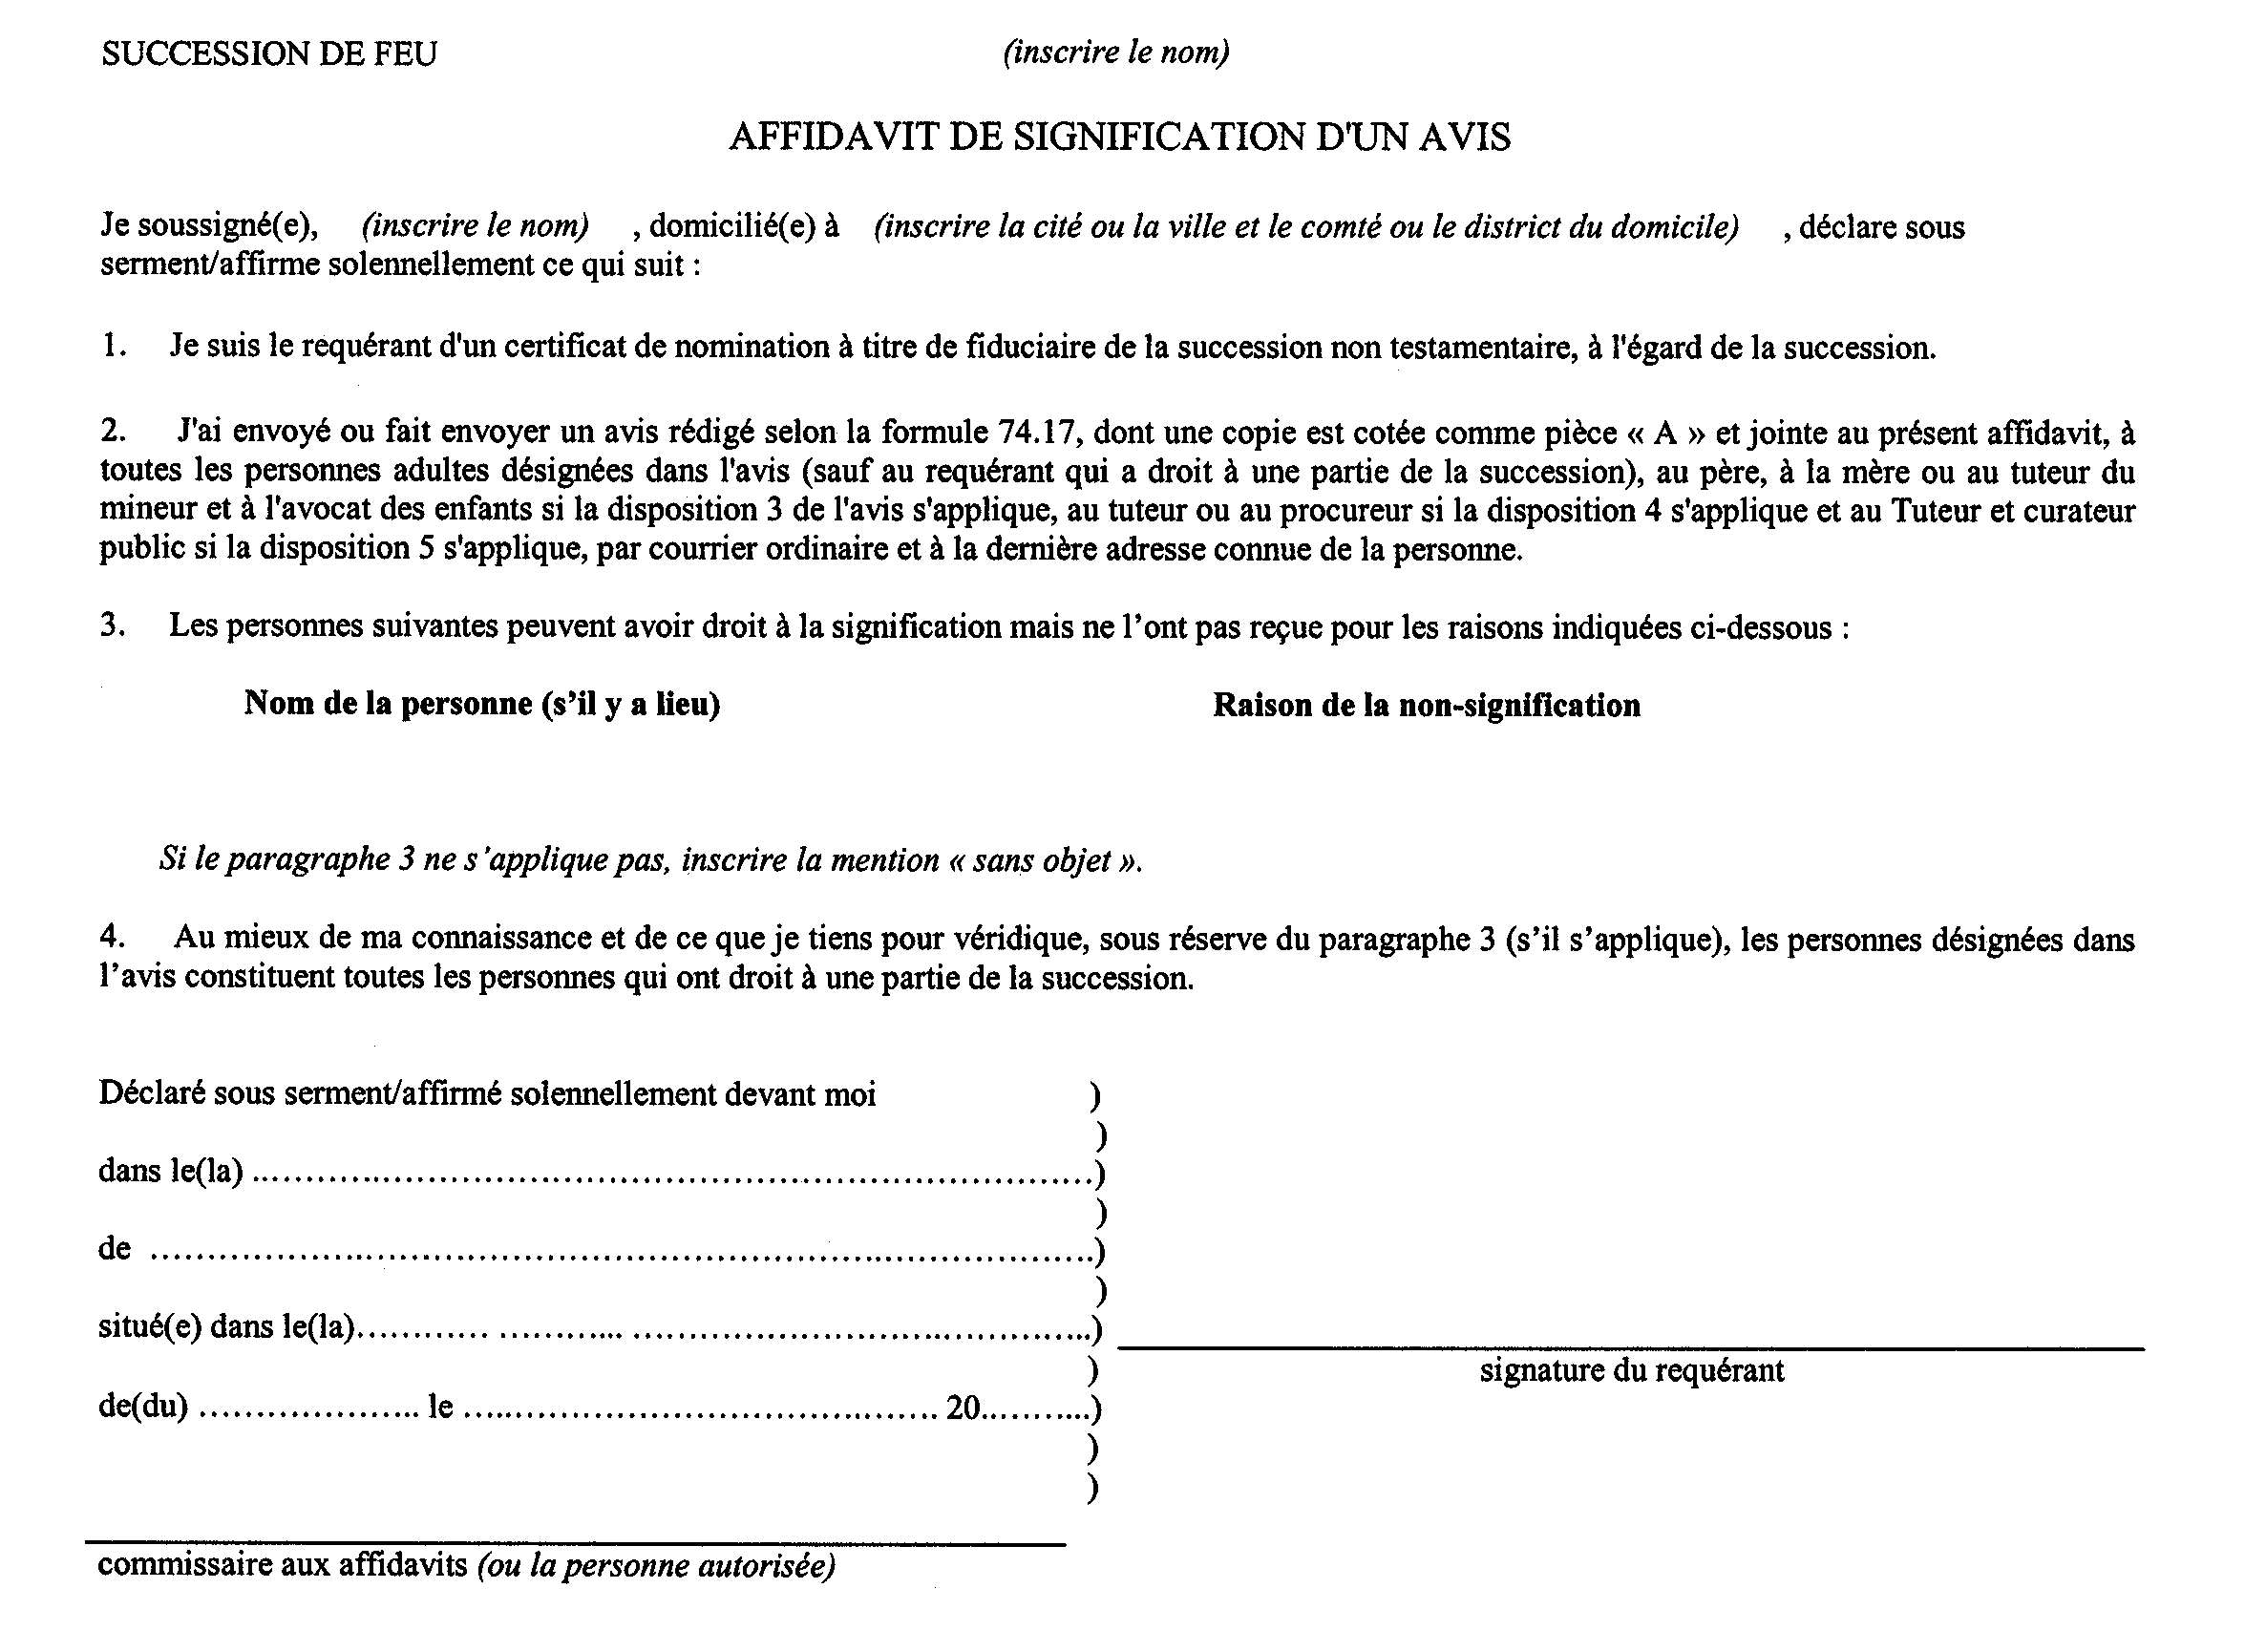 SUCCESSION DE FEU (inscrire le nom)
AFFIDAVIT DE SIGNIFICATION D'UN AVIS
Je soussigné(e), (inscrire le nom) , domicilié(e) à (inscrire la cité ou la ville et le comté ou le district du domicile) , déclare sous
serment/affirme solennellement ce qui suit :
1. Je suis le requérant d'un certificat de nomination à titre de fiduciaire de la succession non testamentaire, à l'égard de la succession.
2. J'ai envoyé ou fait envoyer un avis rédigé selon la formule 74.17, dont une copie est cotée comme pièce « A » et jointe au présent affidavit, à
toutes les personnes adultes désignées dans l'avis (sauf au requérant qui a droit à une partie de la succession), au père, à la mère ou au tuteur du
mineur et à l'avocat des enfants si la disposition 3 de l'avis s'applique, au tuteur ou au procureur si la disposition 4 s'applique et au Tuteur et curateur
public si la disposition 5 s'applique, par courrier ordinaire et à la dernière adresse connue de la personne.
3. Les personnes suivantes peuvent avoir droit à la signification mais ne l’ont pas reçue pour les raisons indiquées ci-dessous :
Nom de la personne (s’il y a lieu) Raison de la non-signification
Si le paragraphe 3 ne s’applique pas, inscrire la mention « sans objet ».
4. Au mieux de ma connaissance et de ce que je tiens pour véridique, sous réserve du paragraphe 3 (s’il s’applique), les personnes désignées dans
l’avis constituent toutes les personnes qui ont droit à une partie de la succession.
Déclaré sous serment/affirmé solennellement devant moi )
)
dans le(la) ..........................................................................)
)
de ...................................................................................)
)
situé(e) dans le(la)............ ........... ........................................)
) signature du requérant
de(du) .................... le .......................................... 20..........)
)
)
commissaire aux affidavits (ou la personne autorisée)